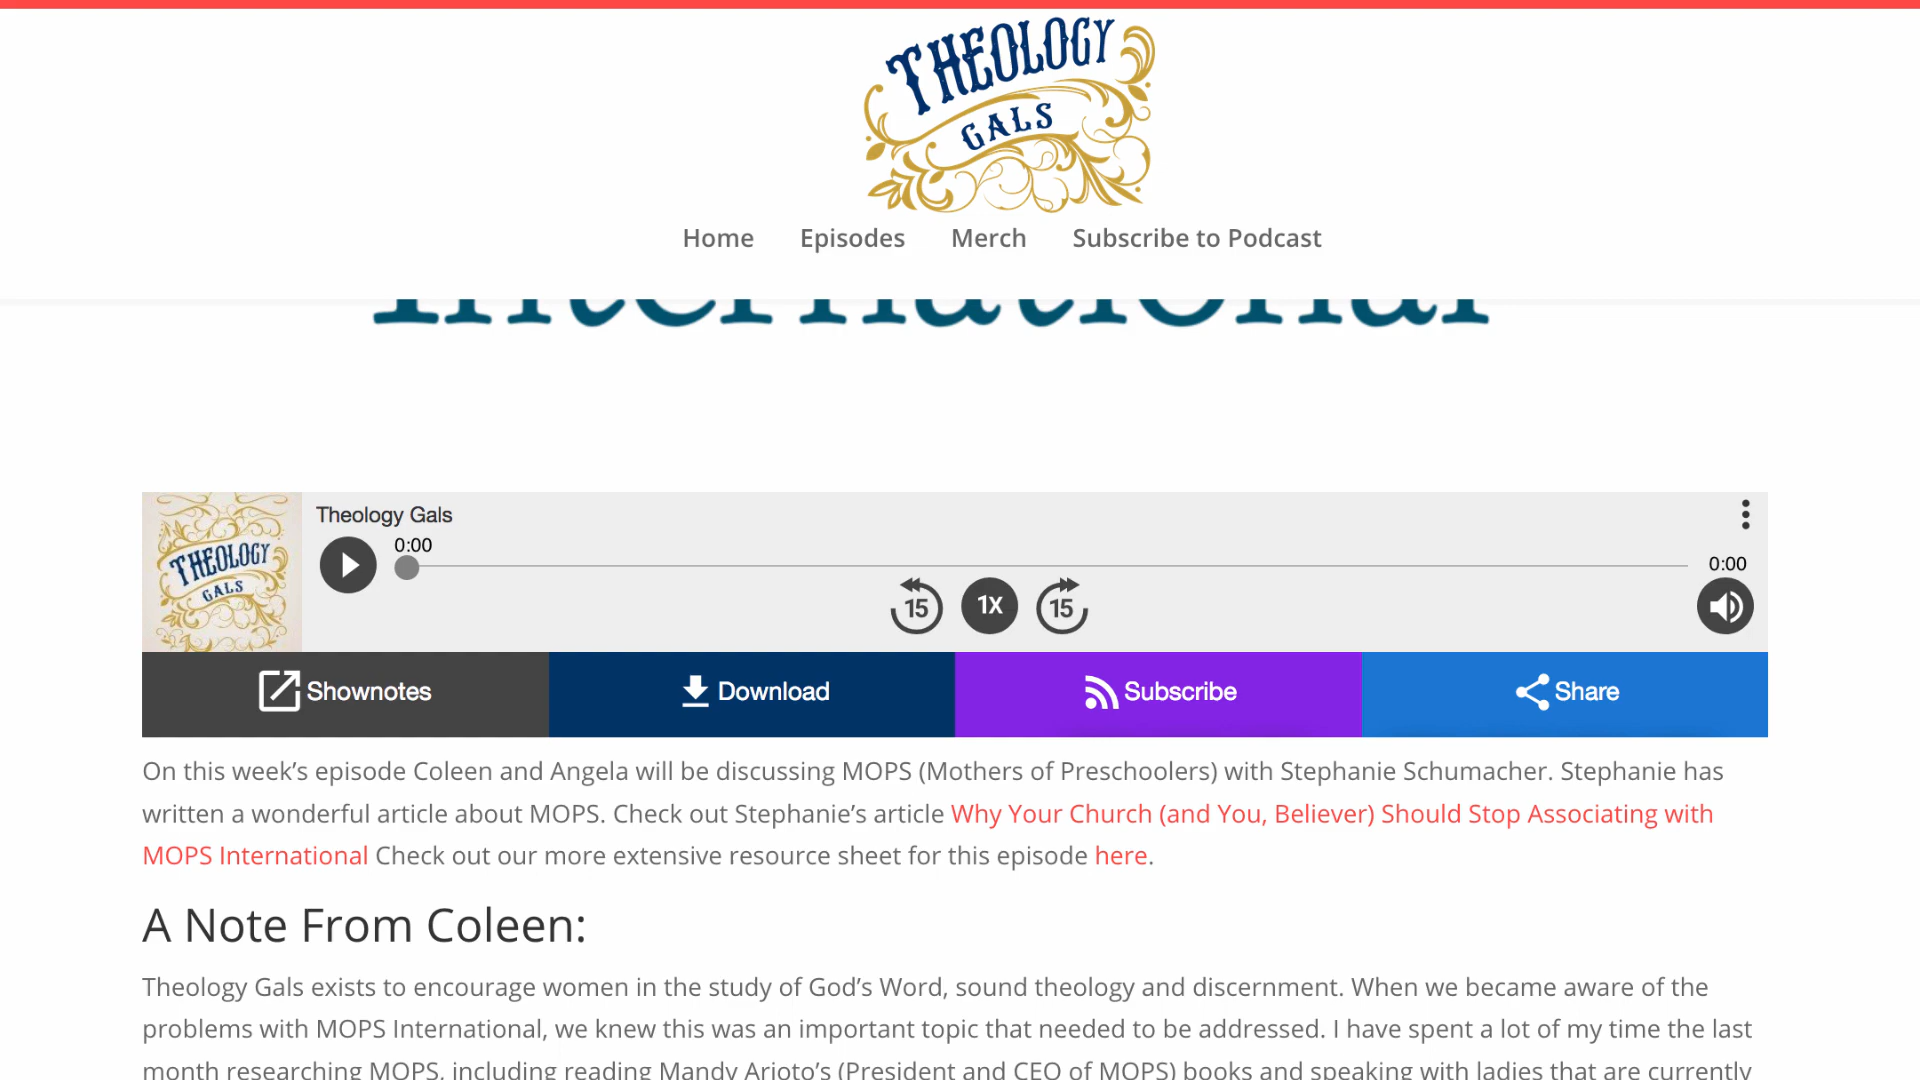 THEOLOGY
GALS
Home Episodes Merch Subscribe to Podcast
International
THEOLOGY
GALS
Theology Gals
0:00
0:00
15 1X 15
Shownotes Download Subscribe Share
On this week’s episode Coleen and Angela will be discussing MOPS (Mothers of Preschoolers) with Stephanie Schumacher. Stephanie has
written a wonderful article about MOPS. Check out Stephanie’s article Why Your Church (and You, Believer) Should Stop Associating with
MOPS International Check out our more extensive resource sheet for this episode here.
A Note From Coleen:
Theology Gals exists to encourage women in the study of God’s Word, sound theology and discernment. When we became aware of the
problems with MOPS International, we knew this was an important topic that needed to be addressed. I have spent a lot of my time the last
month researching MOPS, including reading Mandy Arioto’s (President and CEO of MOPS) books and speaking with ladies that are currently